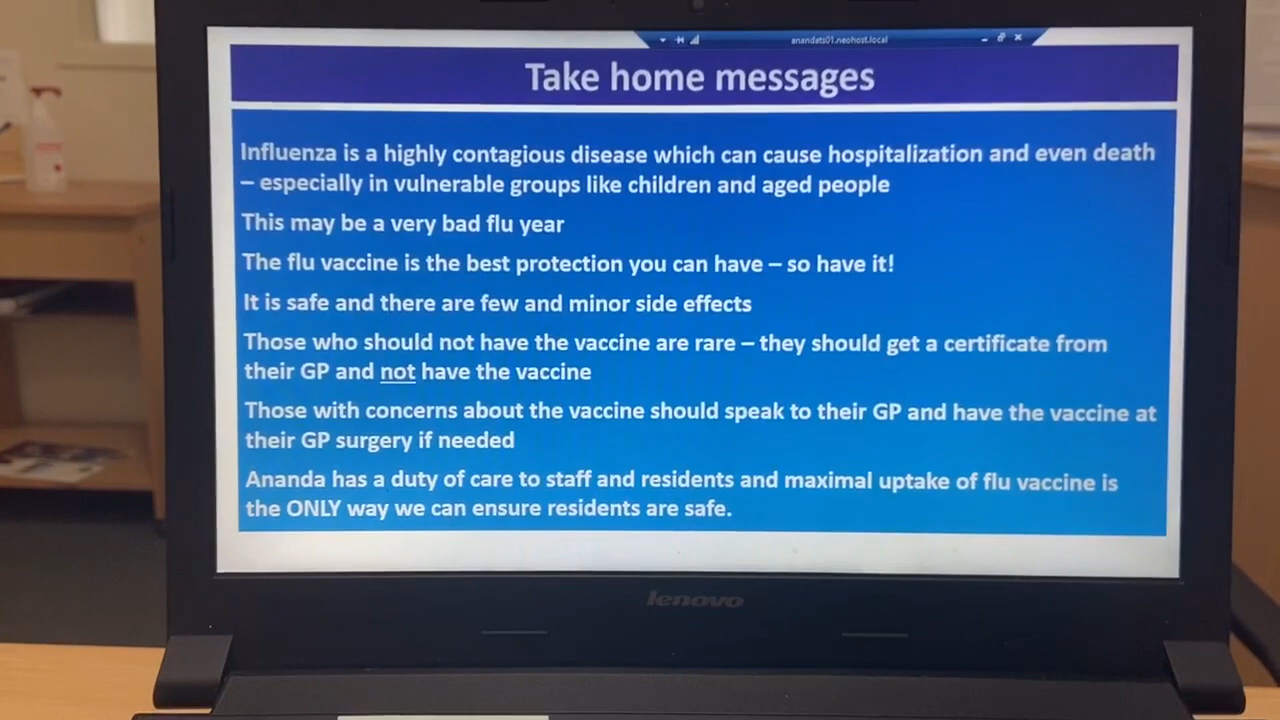 anandats01.neohost.local
Take home messages
Influenza is a highly contagious disease which can cause hospitalization and even death
– especially in vulnerable groups like children and aged people
This may be a very bad flu year
The flu vaccine is the best protection you can have – so have it!
It is safe and there are few and minor side effects
Those who should not have the vaccine are rare – they should get a certificate from
their GP and not have the vaccine
Those with concerns about the vaccine should speak to their GP and have the vaccine at
their GP surgery if needed
Ananda has a duty of care to staff and residents and maximal uptake of flu vaccine is
the ONLY way we can ensure residents are safe.
lenovo